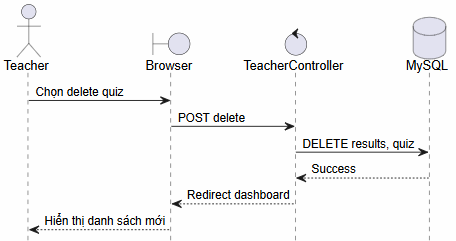 Teacher
Browser
TeacherController
MySQL
Chọn delete quiz
POST delete
DELETE results, quiz
Success
Redirect dashboard
Hiển thị danh sách mới